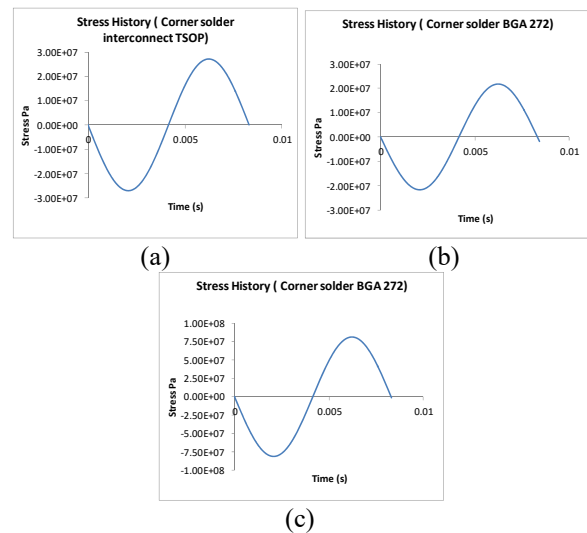 Stress History ( Corner solder
interconnect TSOP)
3.00E+07
2.00E+07
1.00E+07
0.00E+00
-1.00E+07
-2.00E+07
-3.00E+07
Stress Pa
0
0.005
0.01
Time (s)
(a)
Stress History ( Corner solder BGA 272)
3.00E+07
2.00E+07
1.00E+07
0.00E+00
-1.00E+07
-2.00E+07
-3.00E+07
Stress Pa
0
0.005
0.01
Time (s)
(b)
Stress History ( Corner solder BGA 272)
1.00E+08
7.50E+07
5.00E+07
2.50E+07
0.00E+00
-2.50E+07
-5.00E+07
-7.50E+07
-1.00E+08
Stress Pa
0
0.005
0.01
Time (s)
(c)